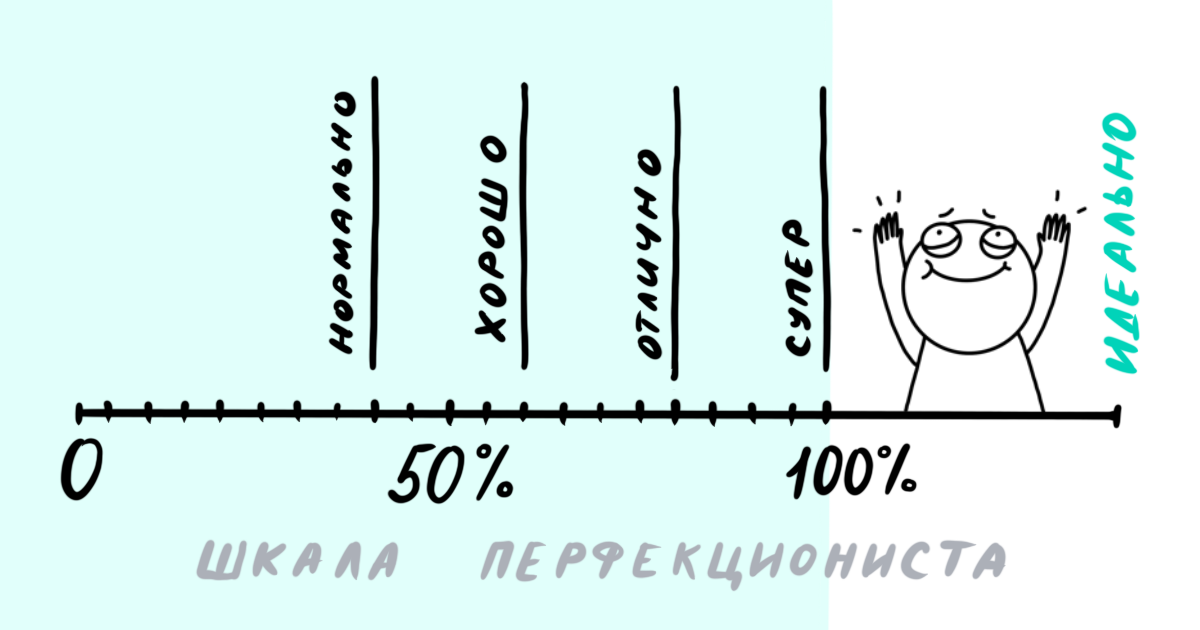 НОРМАЛЬНО
ХОРОШО
ОТЛИЧНО
СУПЕР
ИДЕАЛЬНО
0
50%
100%
ШКАЛА ПЕРФЕКЦИОНИСТА